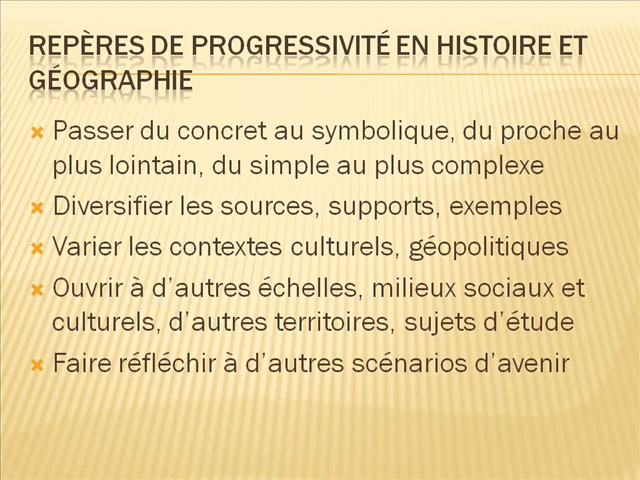 REPÈRES DE PROGRESSIVITÉ EN HISTOIRE ET
GÉOGRAPHIE
Passer du concret au symbolique, du proche au
plus lointain, du simple au plus complexe
Diversifier les sources, supports, exemples
Varier les contextes culturels, géopolitiques
Ouvrir à d’autres échelles, milieux sociaux et
culturels, d’autres territoires, sujets d’étude
Faire réfléchir à d’autres scénarios d’avenir